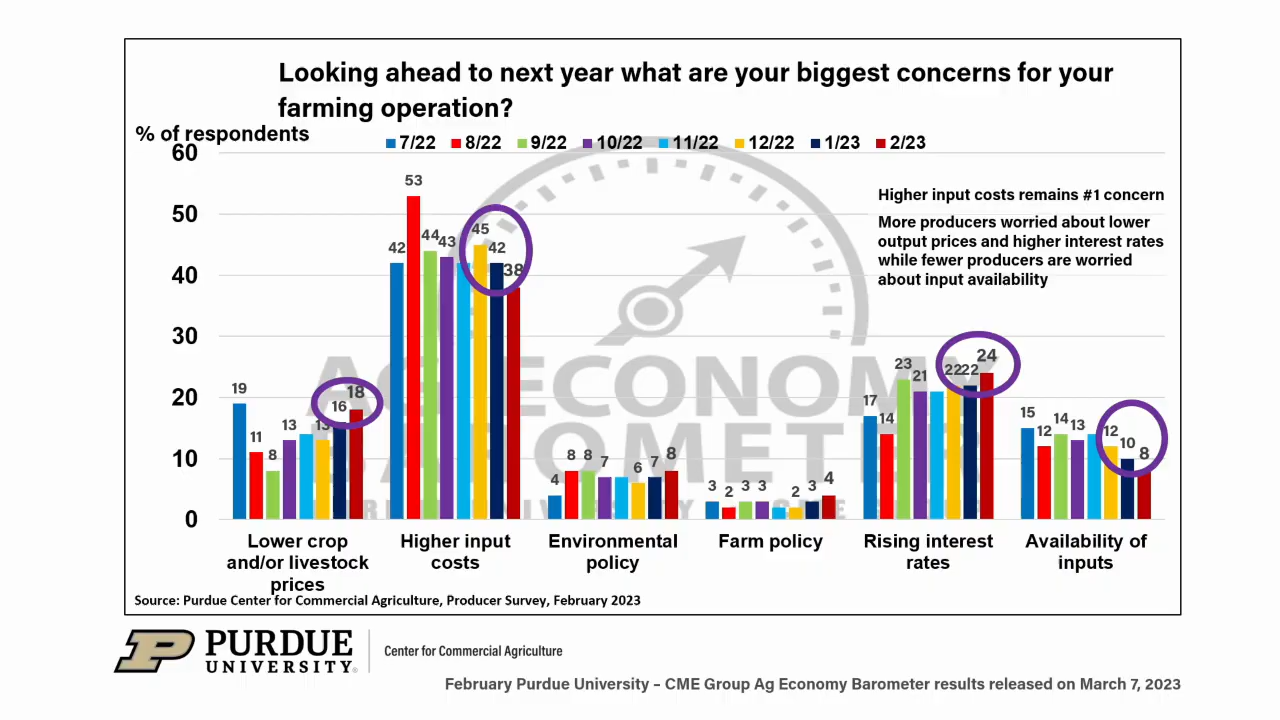 Looking ahead to next year what are your biggest concerns for your
farming operation?
% of respondents
7/22 8/22 9/22 10/22 11/22 12/22 1/23 2/23
60
50
40
30
20
10
0
Higher input costs remains #1 concern
More producers worried about lower
output prices and higher interest rates
while fewer producers are worried
about input availability
19 11 8 13 13 16 18
42 53 44 43 45 42 38
4 8 8 7 6 7 8
3 2 3 3 2 3 4
17 14 23 21 22 22 24
15 12 14 13 12 10 8
AG ECONOMY
BAROMETER
Lower crop
and/or livestock
prices
Higher input
costs
Environmental
policy
Farm policy
Rising interest
rates
Availability of
inputs
Source: Purdue Center for Commercial Agriculture, Producer Survey, February 2023
P PURDUE
UNIVERSITY®
Center for Commercial Agriculture
February Purdue University – CME Group Ag Economy Barometer results released on March 7, 2023